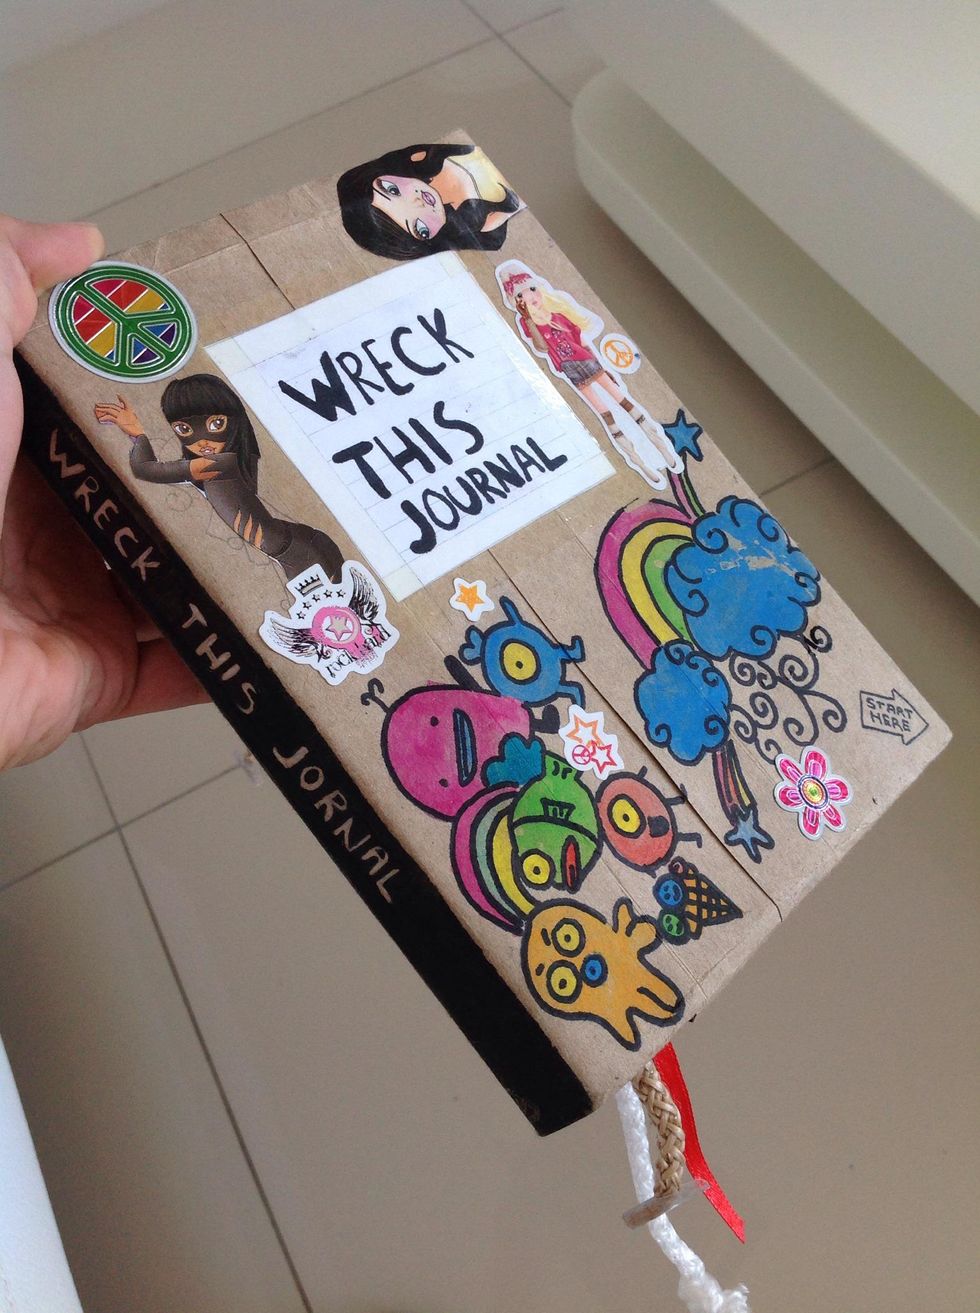 WRECK
THIS
JOURNAL
WRECK THIS JORNAL
START
HERE